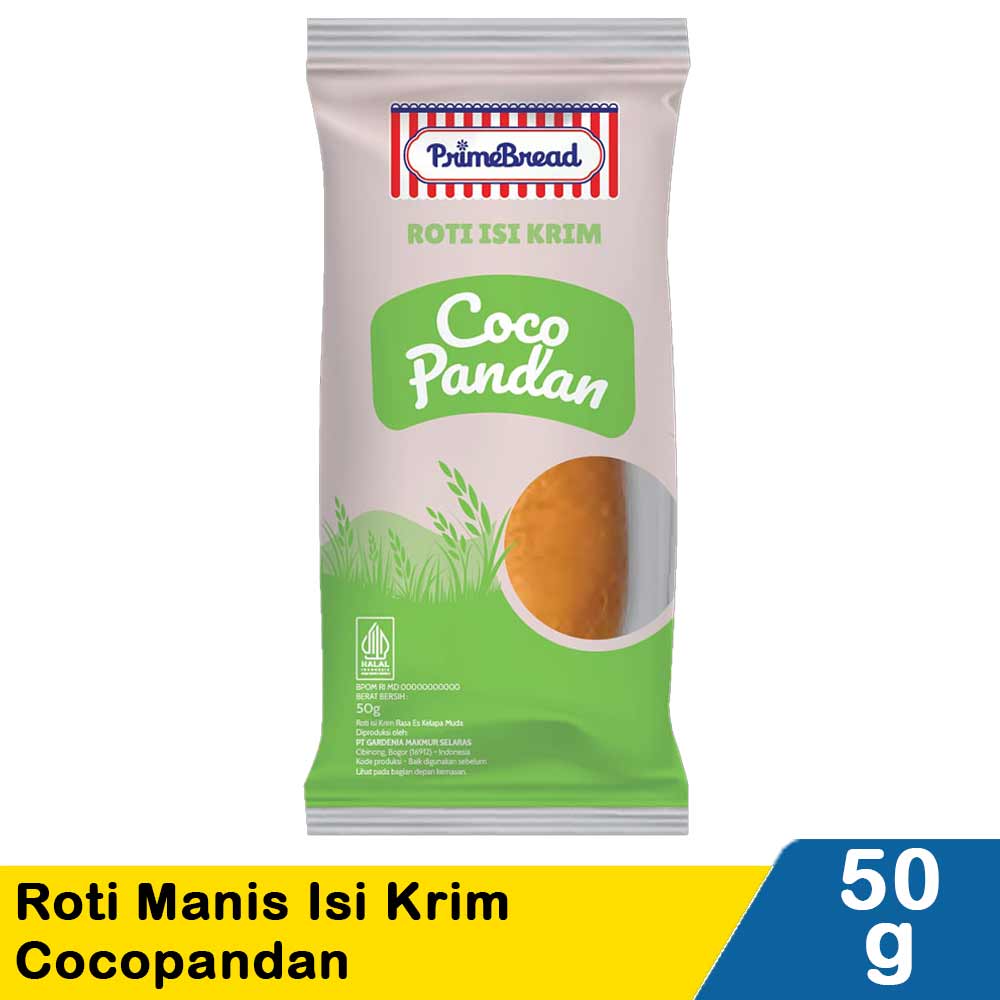 PrimeBread
ROTI ISI KRIM
Coco
Pandan
HALAL
INDONESIA
BPOM RI MD 00000000000
BERAT BERSIH :
50g
Roti isi Krim Rasa Es Kelapa Muda
Diproduksi oleh:
PT GARDENIA MAKMUR SELARAS
Cibinong, Bogor (16912) - Indonesia
Kode produksi - Baik digunakan sebelum
Lihat pada bagian depan kemasan.
Roti Manis Isi Krim
Cocopandan
50
g